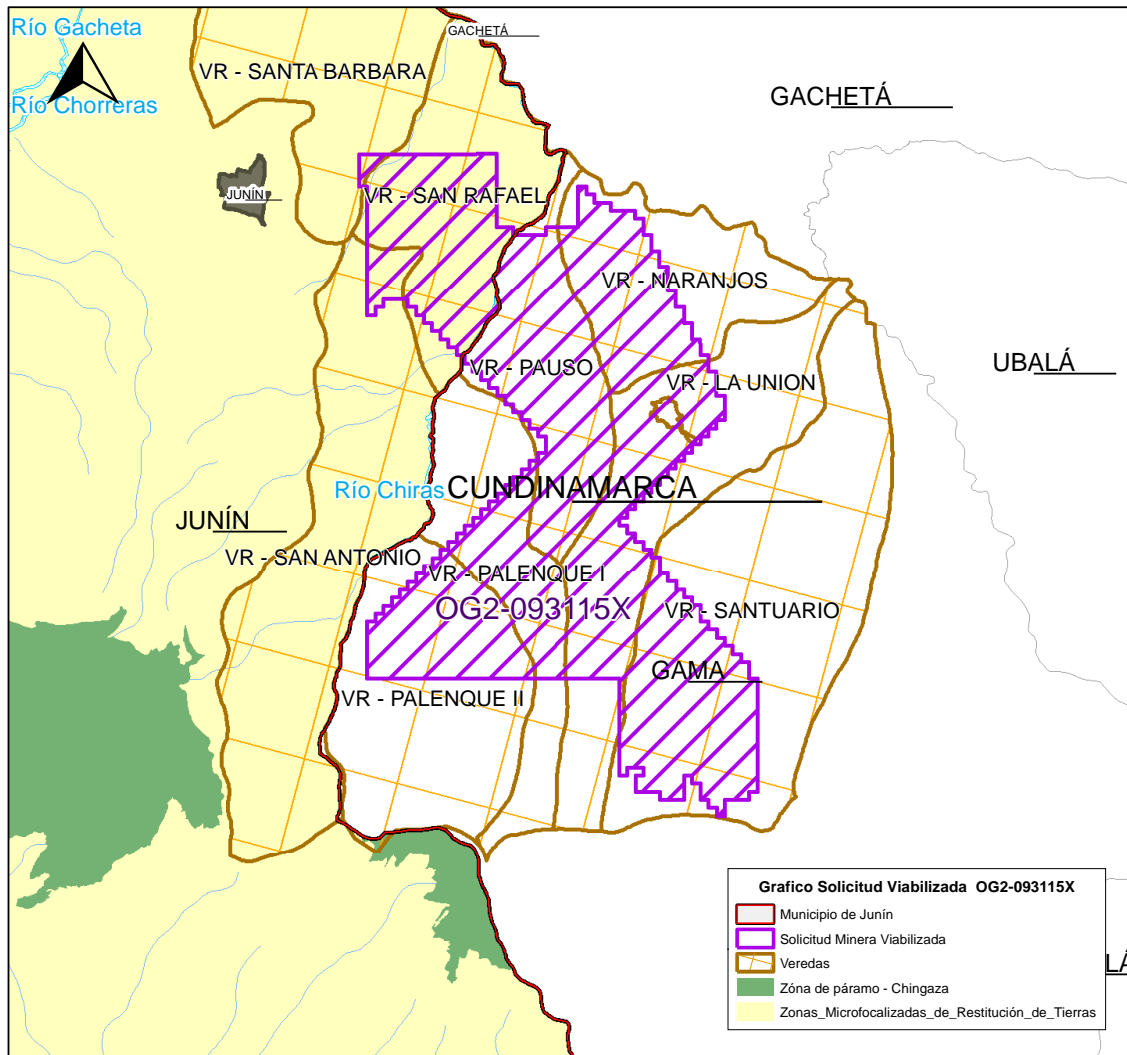 Río Gacheta
GACHETÁ
VR - SANTA BARBARA
GACHETÁ
Río Chorreras
JUNÍN
VR - SAN RAFAEL
VR - NARANJOS
UBALÁ
VR - PAUSO
VR - LA UNION
Río Chiras
CUNDINAMARCA
JUNÍN
VR - SAN ANTONIO
VR - PALENQUE I
OG2-093115X
VR - SANTUARIO
GAMA
VR - PALENQUE II
Grafico Solicitud Viabilizada OG2-093115X
Municipio de Junín
Solicitud Minera Viabilizada
Veredas
Zóna de páramo - Chingaza
Zonas_Microfocalizadas_de_Restitución_de_Tierras
LÁ